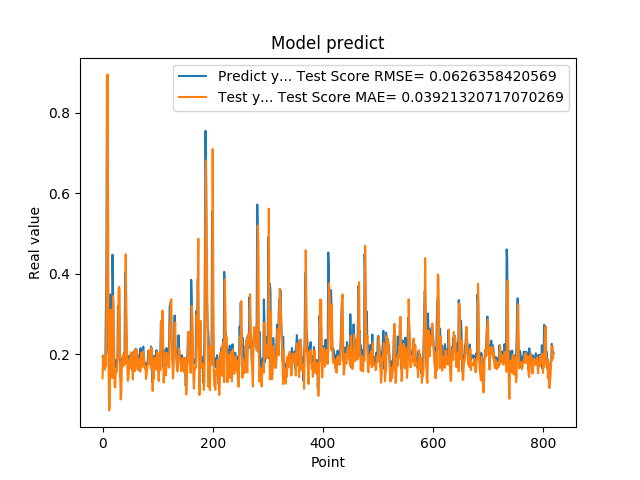 Model predict
Predict y... Test Score RMSE= 0.0626358420569
Test y... Test Score MAE= 0.03921320717070269
0.8
0.6
0.4
0.2
Real value
0
200
400
600
800
Point